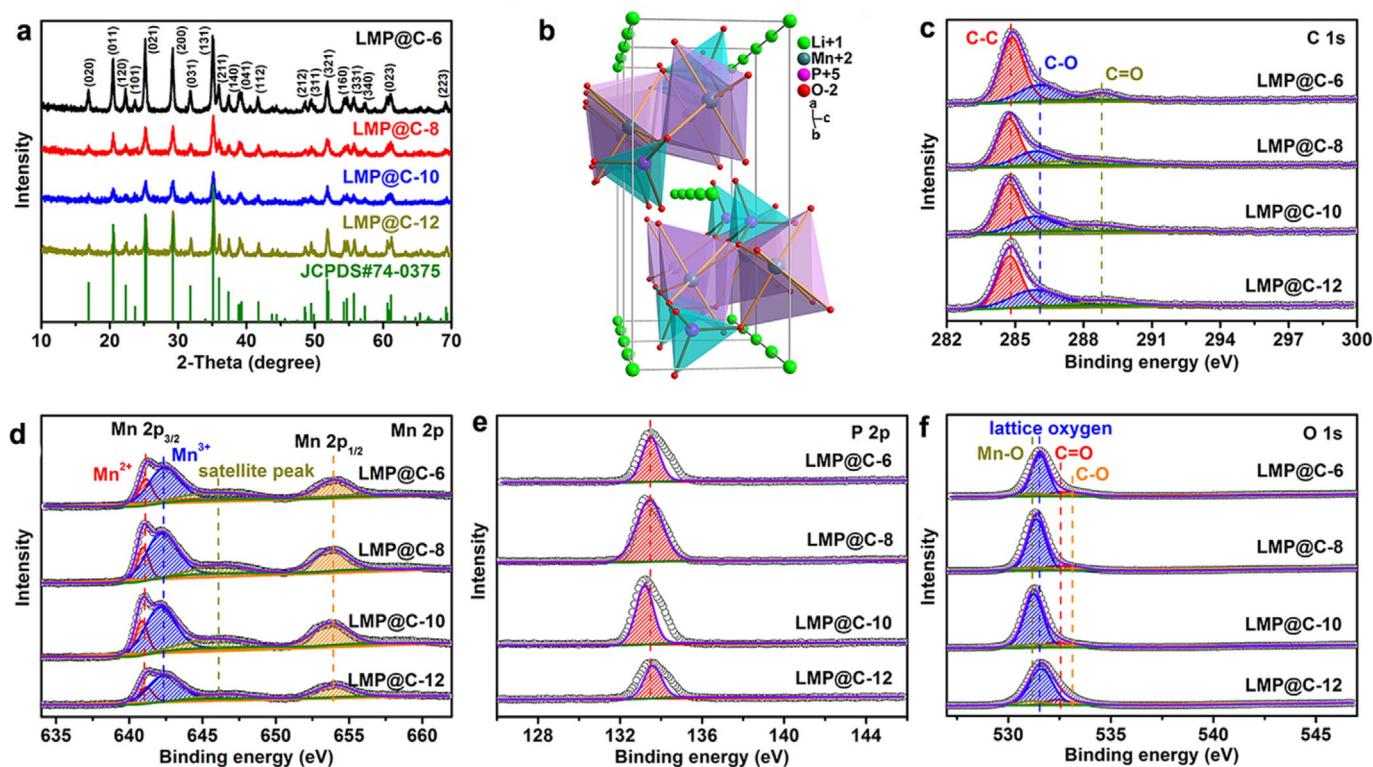 a
LMP@C-6
(020)
(011)
(120)
(101)
(021)
(200)
(031)
(131)
(211)
(140)
(041)
(112)
(212)
(311)
(321)
(160)
(331)
(340)
(023)
(223)
LMP@C-8
LMP@C-10
LMP@C-12
JCPDS#74-0375
Intensity
10 20 30 40 50 60 70
2-Theta (degree)
b
Li+1
Mn+2
P+5
O-2
a
c
b
c
C 1s
C-C
C-O
C=O
LMP@C-6
LMP@C-8
LMP@C-10
LMP@C-12
Intensity
282 285 288 291 294 297 300
Binding energy (eV)
d
Mn 2p3/2
Mn 2p1/2
Mn 2p
Mn2+
Mn3+
satellite peak
LMP@C-6
LMP@C-8
LMP@C-10
LMP@C-12
Intensity
635 640 645 650 655 660
Binding energy (eV)
e
P 2p
LMP@C-6
LMP@C-8
LMP@C-10
LMP@C-12
Intensity
128 132 136 140 144
Binding energy (eV)
f
O 1s
lattice oxygen
Mn-O
C=O
C-O
LMP@C-6
LMP@C-8
LMP@C-10
LMP@C-12
Intensity
530 535 540 545
Binding energy (eV)